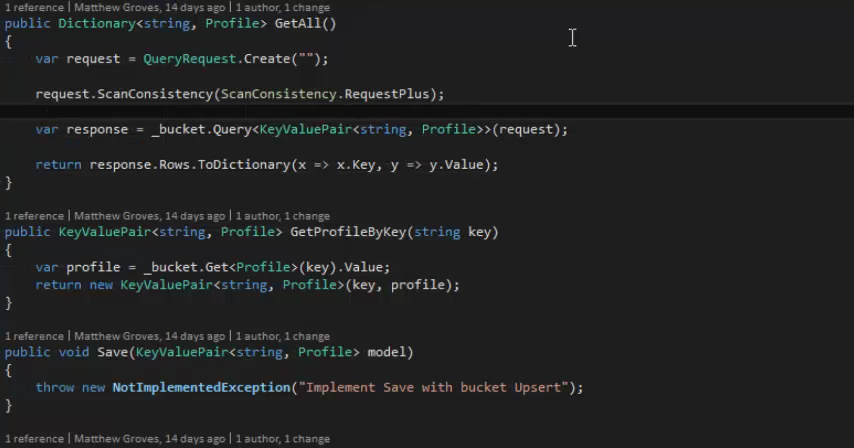 1 reference | Matthew Groves, 14 days ago | 1 author, 1 change
public Dictionary<string, Profile> GetAll()
{
var request = QueryRequest.Create("");
request.ScanConsistency(ScanConsistency.RequestPlus);
var response = _bucket.Query<KeyValuePair<string, Profile>>(request);
return response.Rows.ToDictionary(x => x.Key, y => y.Value);
}
1 reference | Matthew Groves, 14 days ago | 1 author, 1 change
public KeyValuePair<string, Profile> GetProfileByKey(string key)
{
var profile = _bucket.Get<Profile>(key).Value;
return new KeyValuePair<string, Profile>(key, profile);
}
1 reference | Matthew Groves, 14 days ago | 1 author, 1 change
public void Save(KeyValuePair<string, Profile> model)
{
throw new NotImplementedException("Implement Save with bucket Upsert");
}
1 reference | Matthew Groves, 14 days ago | 1 author, 1 change